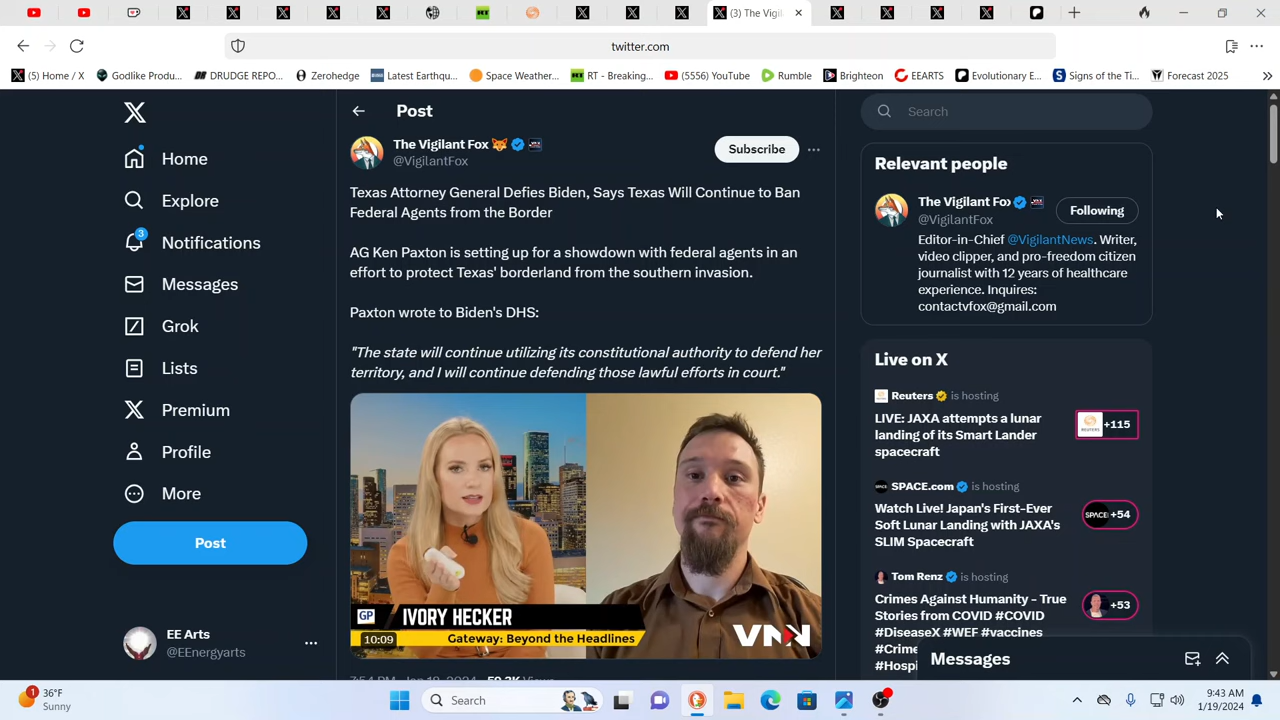 (3) The Vigil
twitter.com
(5) Home / X
Godlike Produ...
DRUDGE REPO...
Zerohedge
Latest Earthqu...
Space Weather...
RT
RT - Breaking...
(5556) YouTube
Rumble
Brighteon
EEARTS
Evolutionary E...
Signs of the Ti...
Forecast 2025
Home
Explore
3
Notifications
Messages
Grok
Lists
Premium
Profile
More
Post
EE Arts
@EEnergyarts
Post
The Vigilant Fox
@VigilantFox
Subscribe
Texas Attorney General Defies Biden, Says Texas Will Continue to Ban
Federal Agents from the Border
AG Ken Paxton is setting up for a showdown with federal agents in an
effort to protect Texas' borderland from the southern invasion.
Paxton wrote to Biden's DHS:
"The state will continue utilizing its constitutional authority to defend her
territory, and I will continue defending those lawful efforts in court."
GP
IVORY HECKER
10:09
Gateway: Beyond the Headlines
VNN
Search
Relevant people
The Vigilant Fox
@VigilantFox
Following
Editor-in-Chief @VigilantNews. Writer,
video clipper, and pro-freedom citizen
journalist with 12 years of healthcare
experience. Inquires:
contactvfox@gmail.com
Live on X
Reuters is hosting
LIVE: JAXA attempts a lunar
landing of its Smart Lander
spacecraft
REUTERS
+115
SPACE.com is hosting
Watch Live! Japan's First-Ever
Soft Lunar Landing with JAXA's
SLIM Spacecraft
SPACE
+54
Tom Renz is hosting
Crimes Against Humanity - True
Stories from COVID #COVID
#DiseaseX #WEF #vaccines
+53
Messages
1
36°F
Sunny
Search
9:43 AM
1/19/2024